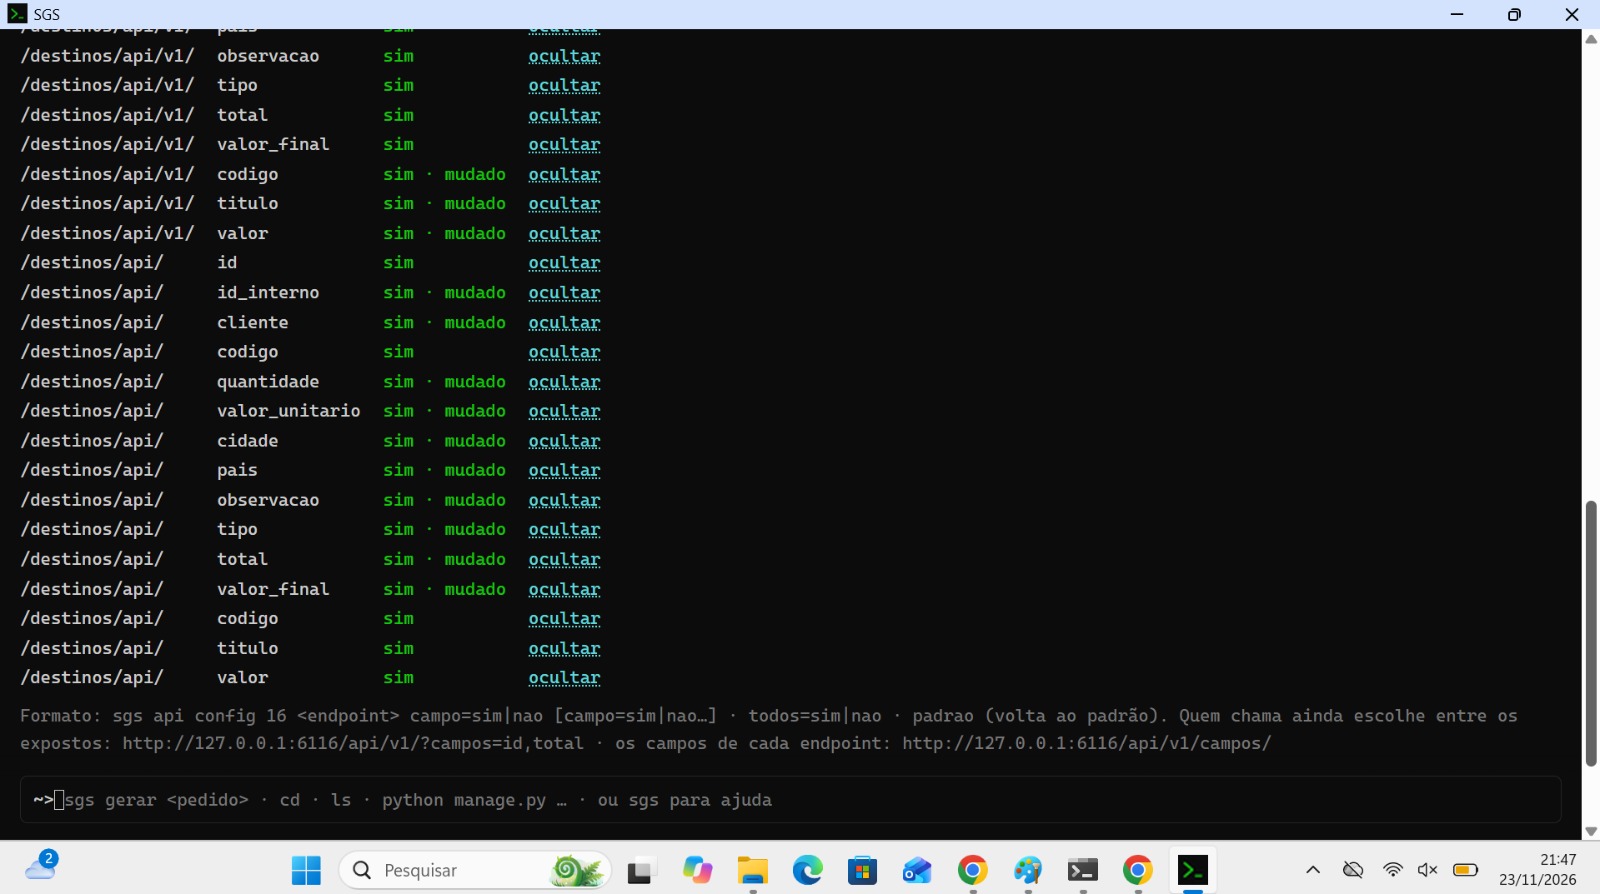 SGS
/destinos/api/v1/ pais sim ocultar
/destinos/api/v1/ observacao sim ocultar
/destinos/api/v1/ tipo sim ocultar
/destinos/api/v1/ total sim ocultar
/destinos/api/v1/ valor_final sim ocultar
/destinos/api/v1/ codigo sim · mudado ocultar
/destinos/api/v1/ titulo sim · mudado ocultar
/destinos/api/v1/ valor sim · mudado ocultar
/destinos/api/ id sim ocultar
/destinos/api/ id_interno sim · mudado ocultar
/destinos/api/ cliente sim · mudado ocultar
/destinos/api/ codigo sim ocultar
/destinos/api/ quantidade sim · mudado ocultar
/destinos/api/ valor_unitario sim · mudado ocultar
/destinos/api/ cidade sim · mudado ocultar
/destinos/api/ pais sim · mudado ocultar
/destinos/api/ observacao sim · mudado ocultar
/destinos/api/ tipo sim · mudado ocultar
/destinos/api/ total sim · mudado ocultar
/destinos/api/ valor_final sim · mudado ocultar
/destinos/api/ codigo sim ocultar
/destinos/api/ titulo sim ocultar
/destinos/api/ valor sim ocultar
Formato: sgs api config 16 <endpoint> campo=sim|nao [campo=sim|nao…] · todos=sim|nao · padrao (volta ao padrão). Quem chama ainda escolhe entre os
expostos: http://127.0.0.1:6116/api/v1/?campos=id,total · os campos de cada endpoint: http://127.0.0.1:6116/api/v1/campos/
~>sgs gerar <pedido> · cd · ls · python manage.py … · ou sgs para ajuda
2
Pesquisar
21:47
23/11/2026